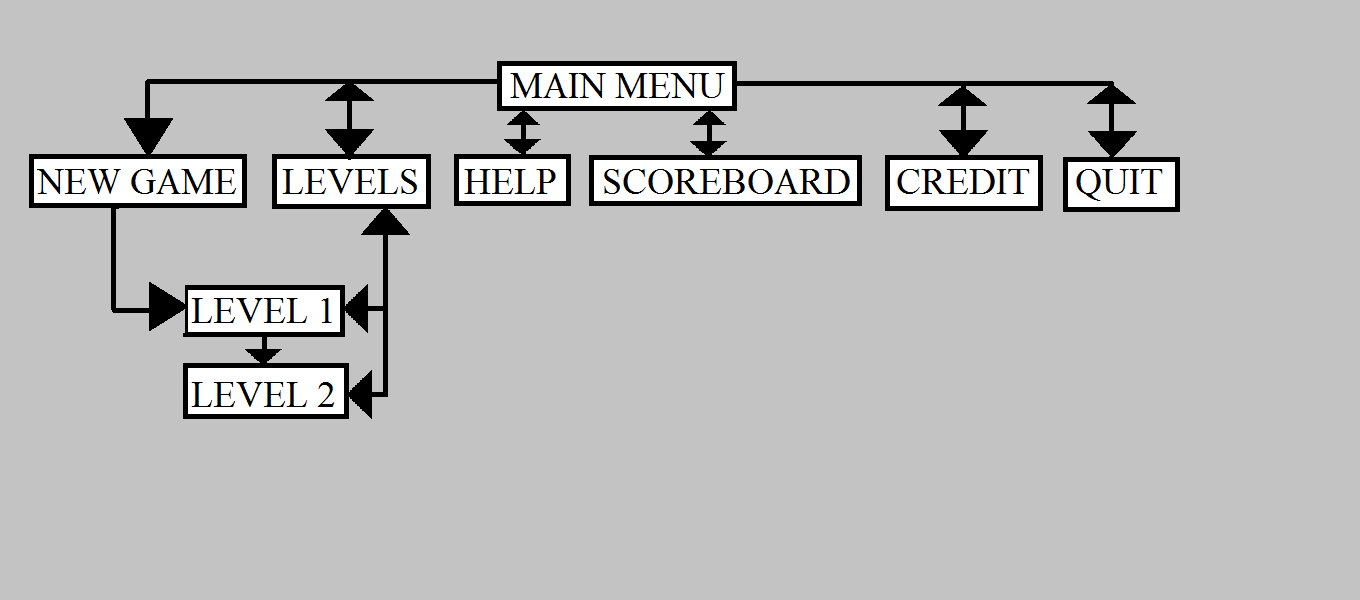 MAIN MENU
NEW GAME
LEVELS
HELP
SCOREBOARD
CREDIT
QUIT
LEVEL 1
LEVEL 2